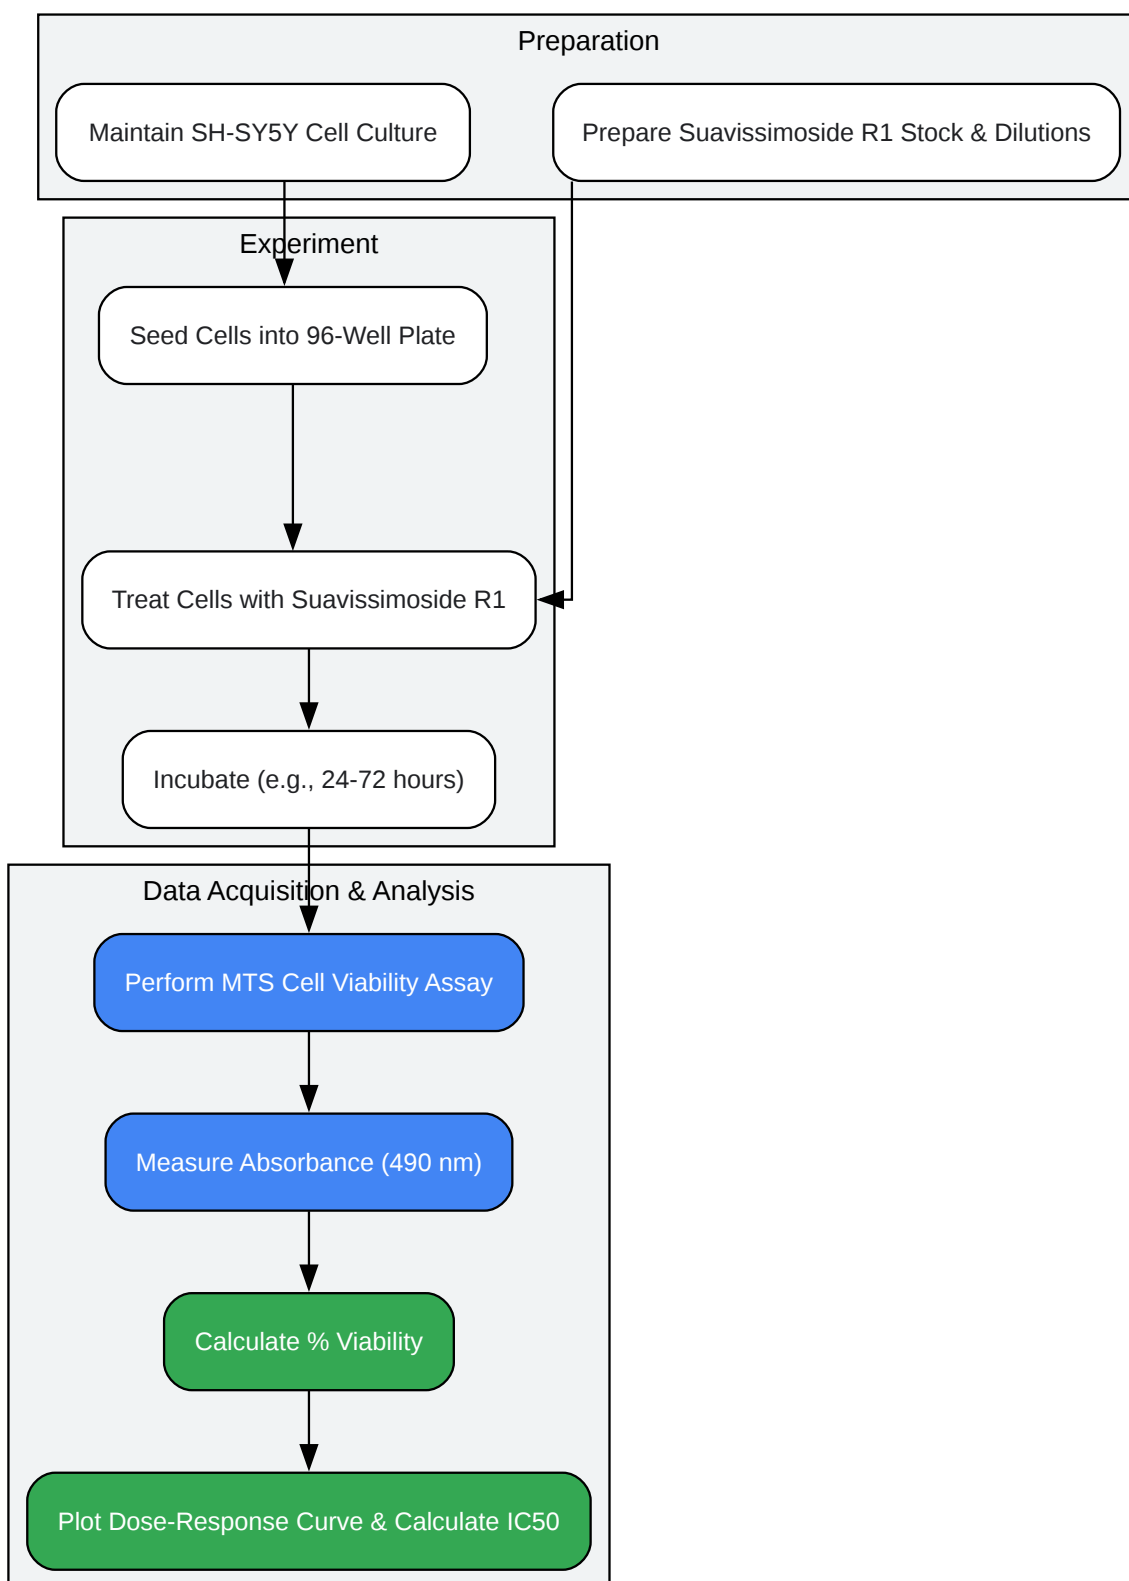 Preparation
Maintain SH-SY5Y Cell Culture
Prepare Suavissimoside R1 Stock & Dilutions
Experiment
Seed Cells into 96-Well Plate
Treat Cells with Suavissimoside R1
Incubate (e.g., 24-72 hours)
Data Acquisition & Analysis
Perform MTS Cell Viability Assay
Measure Absorbance (490 nm)
Calculate % Viability
Plot Dose-Response Curve & Calculate IC50